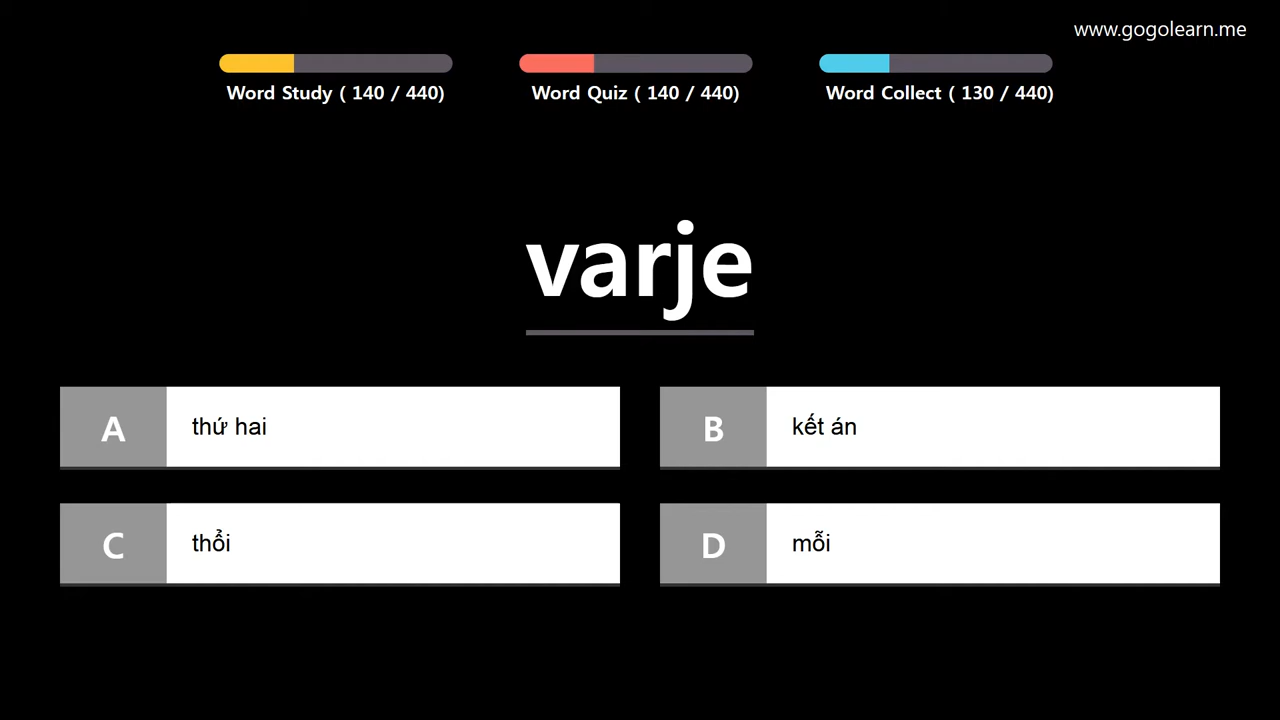 www.gogolearn.me
Word Study ( 140 / 440)
Word Quiz ( 140 / 440)
Word Collect ( 130 / 440)
varje
A thứ hai
B kết án
C thổi
D mỗi